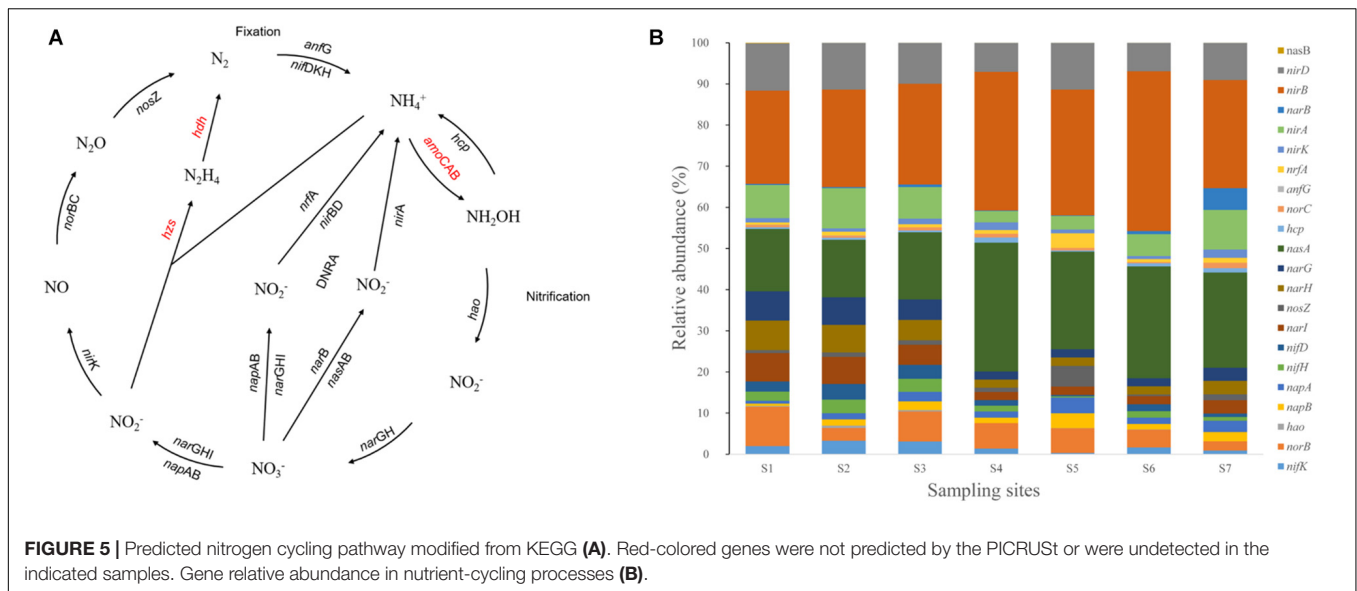 A
Fixation
N₂
anfG
nifDKH
NH₄⁺
nosZ
N₂O
hdh
N₂H₄
hcp
amoCAB
NH₂OH
norBC
hzs
nrfA
nirBD
nirA
DNRA
NO
NO₂⁻
NO₂⁻
hao
Nitrification
nirK
napAB
narGHI
narB
nasAB
NO₂⁻
NO₂⁻
narGHI
napAB
NO₃⁻
narGH
B
Relative abundance (%)
100
90
80
70
60
50
40
30
20
10
0
S1 S2 S3 S4 S5 S6 S7
Sampling sites
nasB
nirD
nirB
narB
nirA
nirK
nrfA
anfG
norC
hcp
nasA
narG
narH
nosZ
narI
nifD
nifH
napA
napB
hao
norB
nifK
FIGURE 5 | Predicted nitrogen cycling pathway modified from KEGG (A). Red-colored genes were not predicted by the PICRUSt or were undetected in the
indicated samples. Gene relative abundance in nutrient-cycling processes (B).